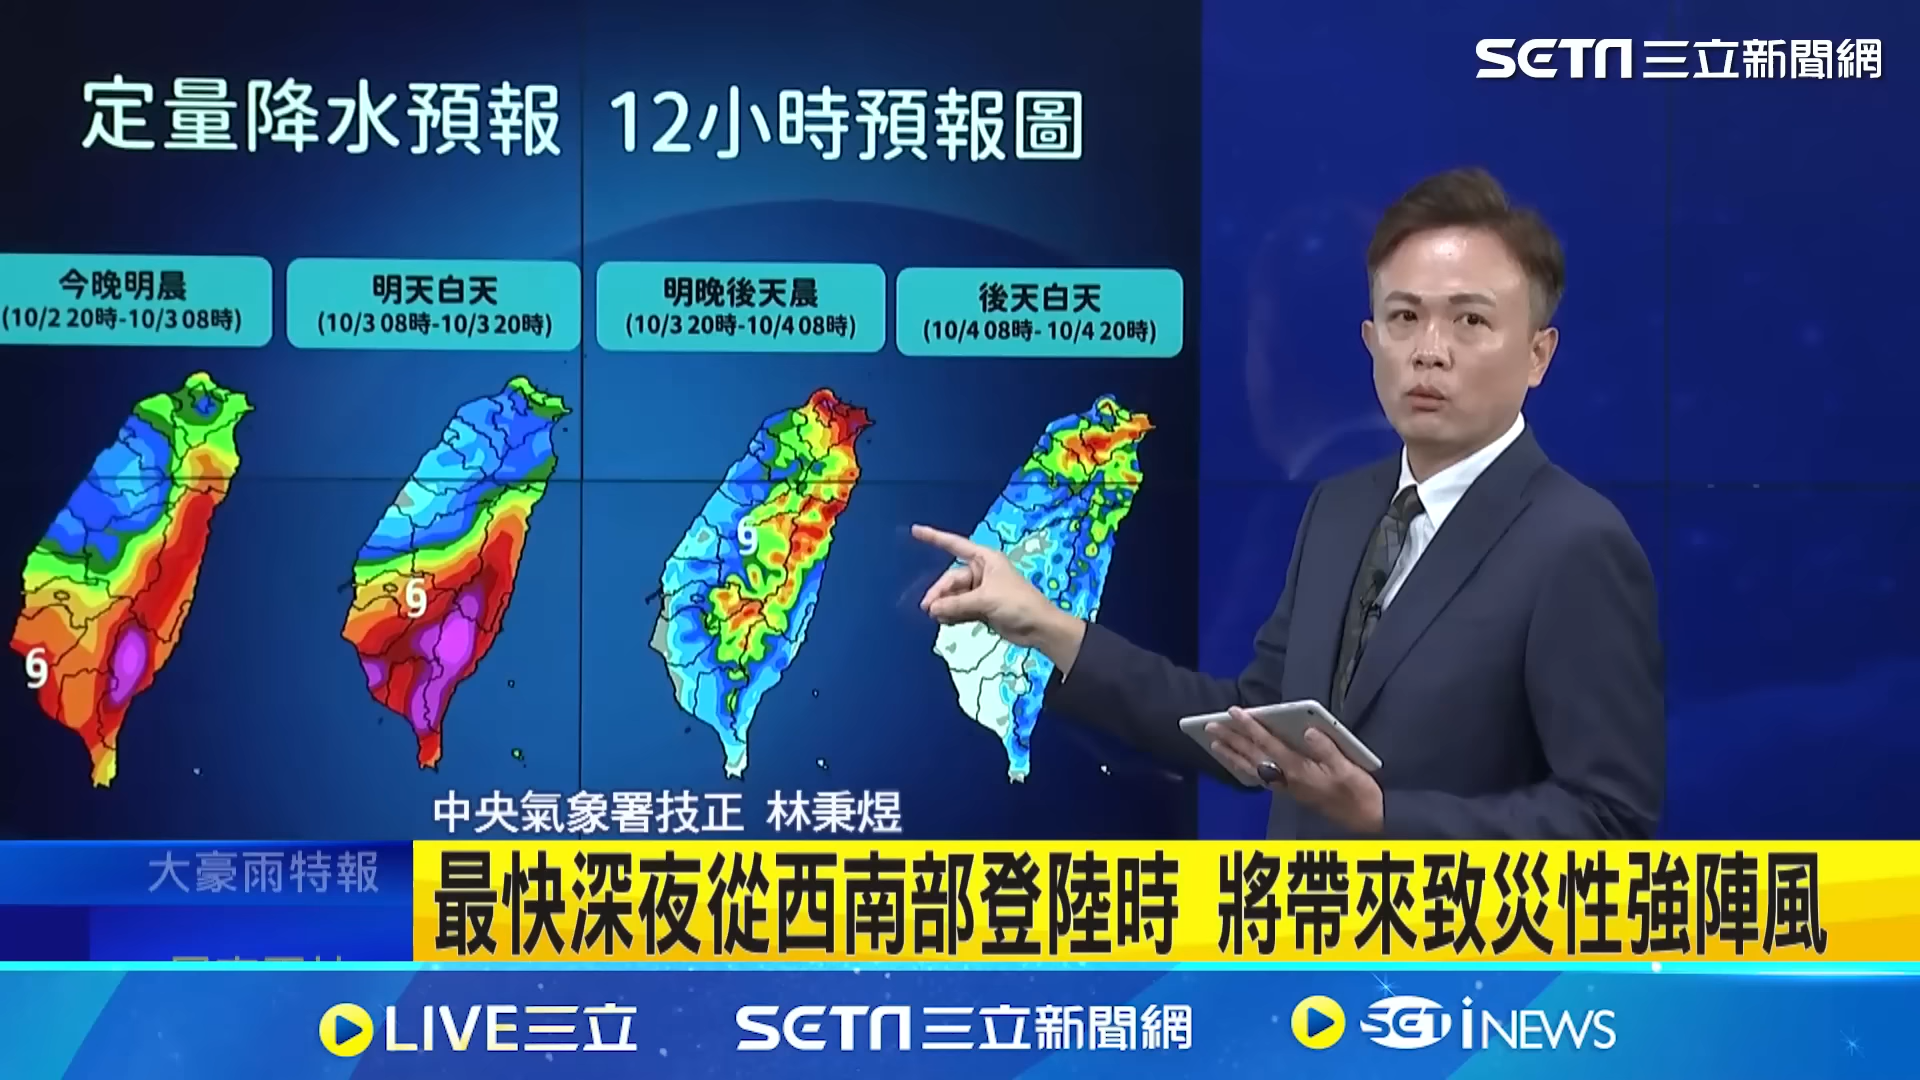 SETN三立新聞網
定量降水預報 12小時預報圖
今晚明晨
(10/2 20時-10/3 08時)
明天白天
(10/3 08時-10/3 20時)
明晚後天晨
(10/3 20時-10/4 08時)
後天白天
(10/4 08時- 10/4 20時)
中央氣象署技正 林秉煜
大豪雨特報
最快深夜從西南部登陸時 將帶來致災性強陣風
LIVE三立
SETN三立新聞網
SET iNEWS